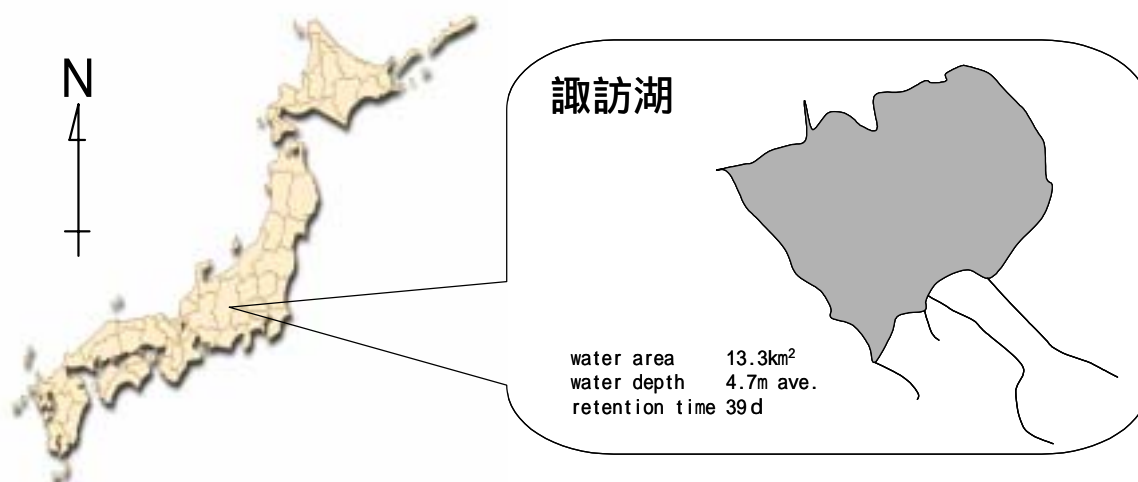 N
諏訪湖
water area 13.3km²
water depth 4.7m ave.
retention time 39d